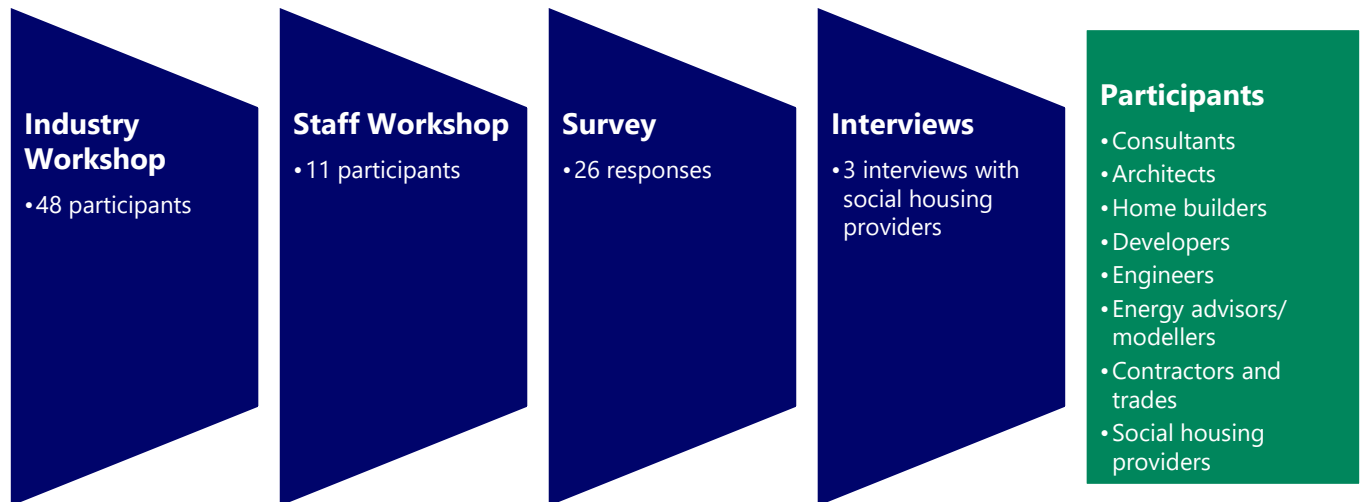 Industry
Workshop
•48 participants
Staff Workshop
•11 participants
Survey
•26 responses
Interviews
•3 interviews with
social housing
providers
Participants
•Consultants
•Architects
•Home builders
•Developers
•Engineers
•Energy advisors/
modellers
•Contractors and
trades
•Social housing
providers